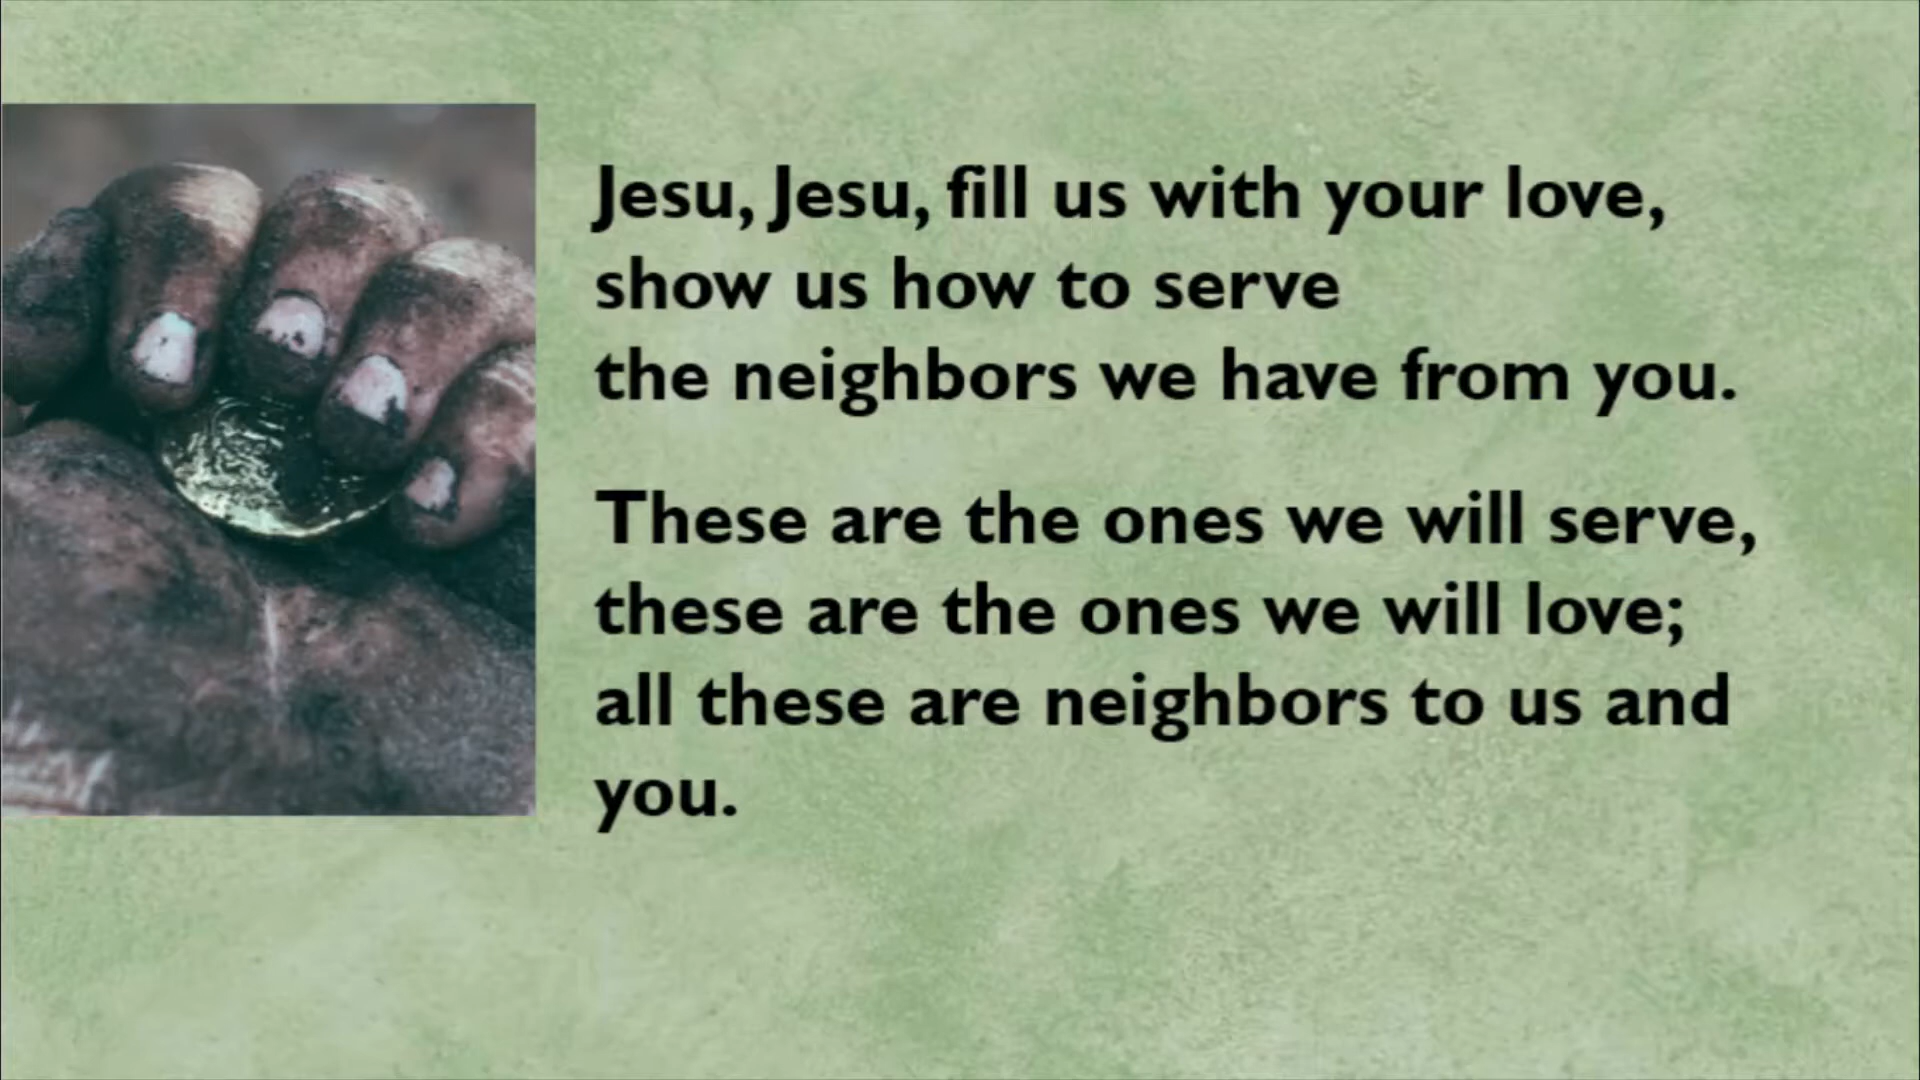 Jesu, Jesu, fill us with your love,
show us how to serve
the neighbors we have from you.
These are the ones we will serve,
these are the ones we will love;
all these are neighbors to us and
you.